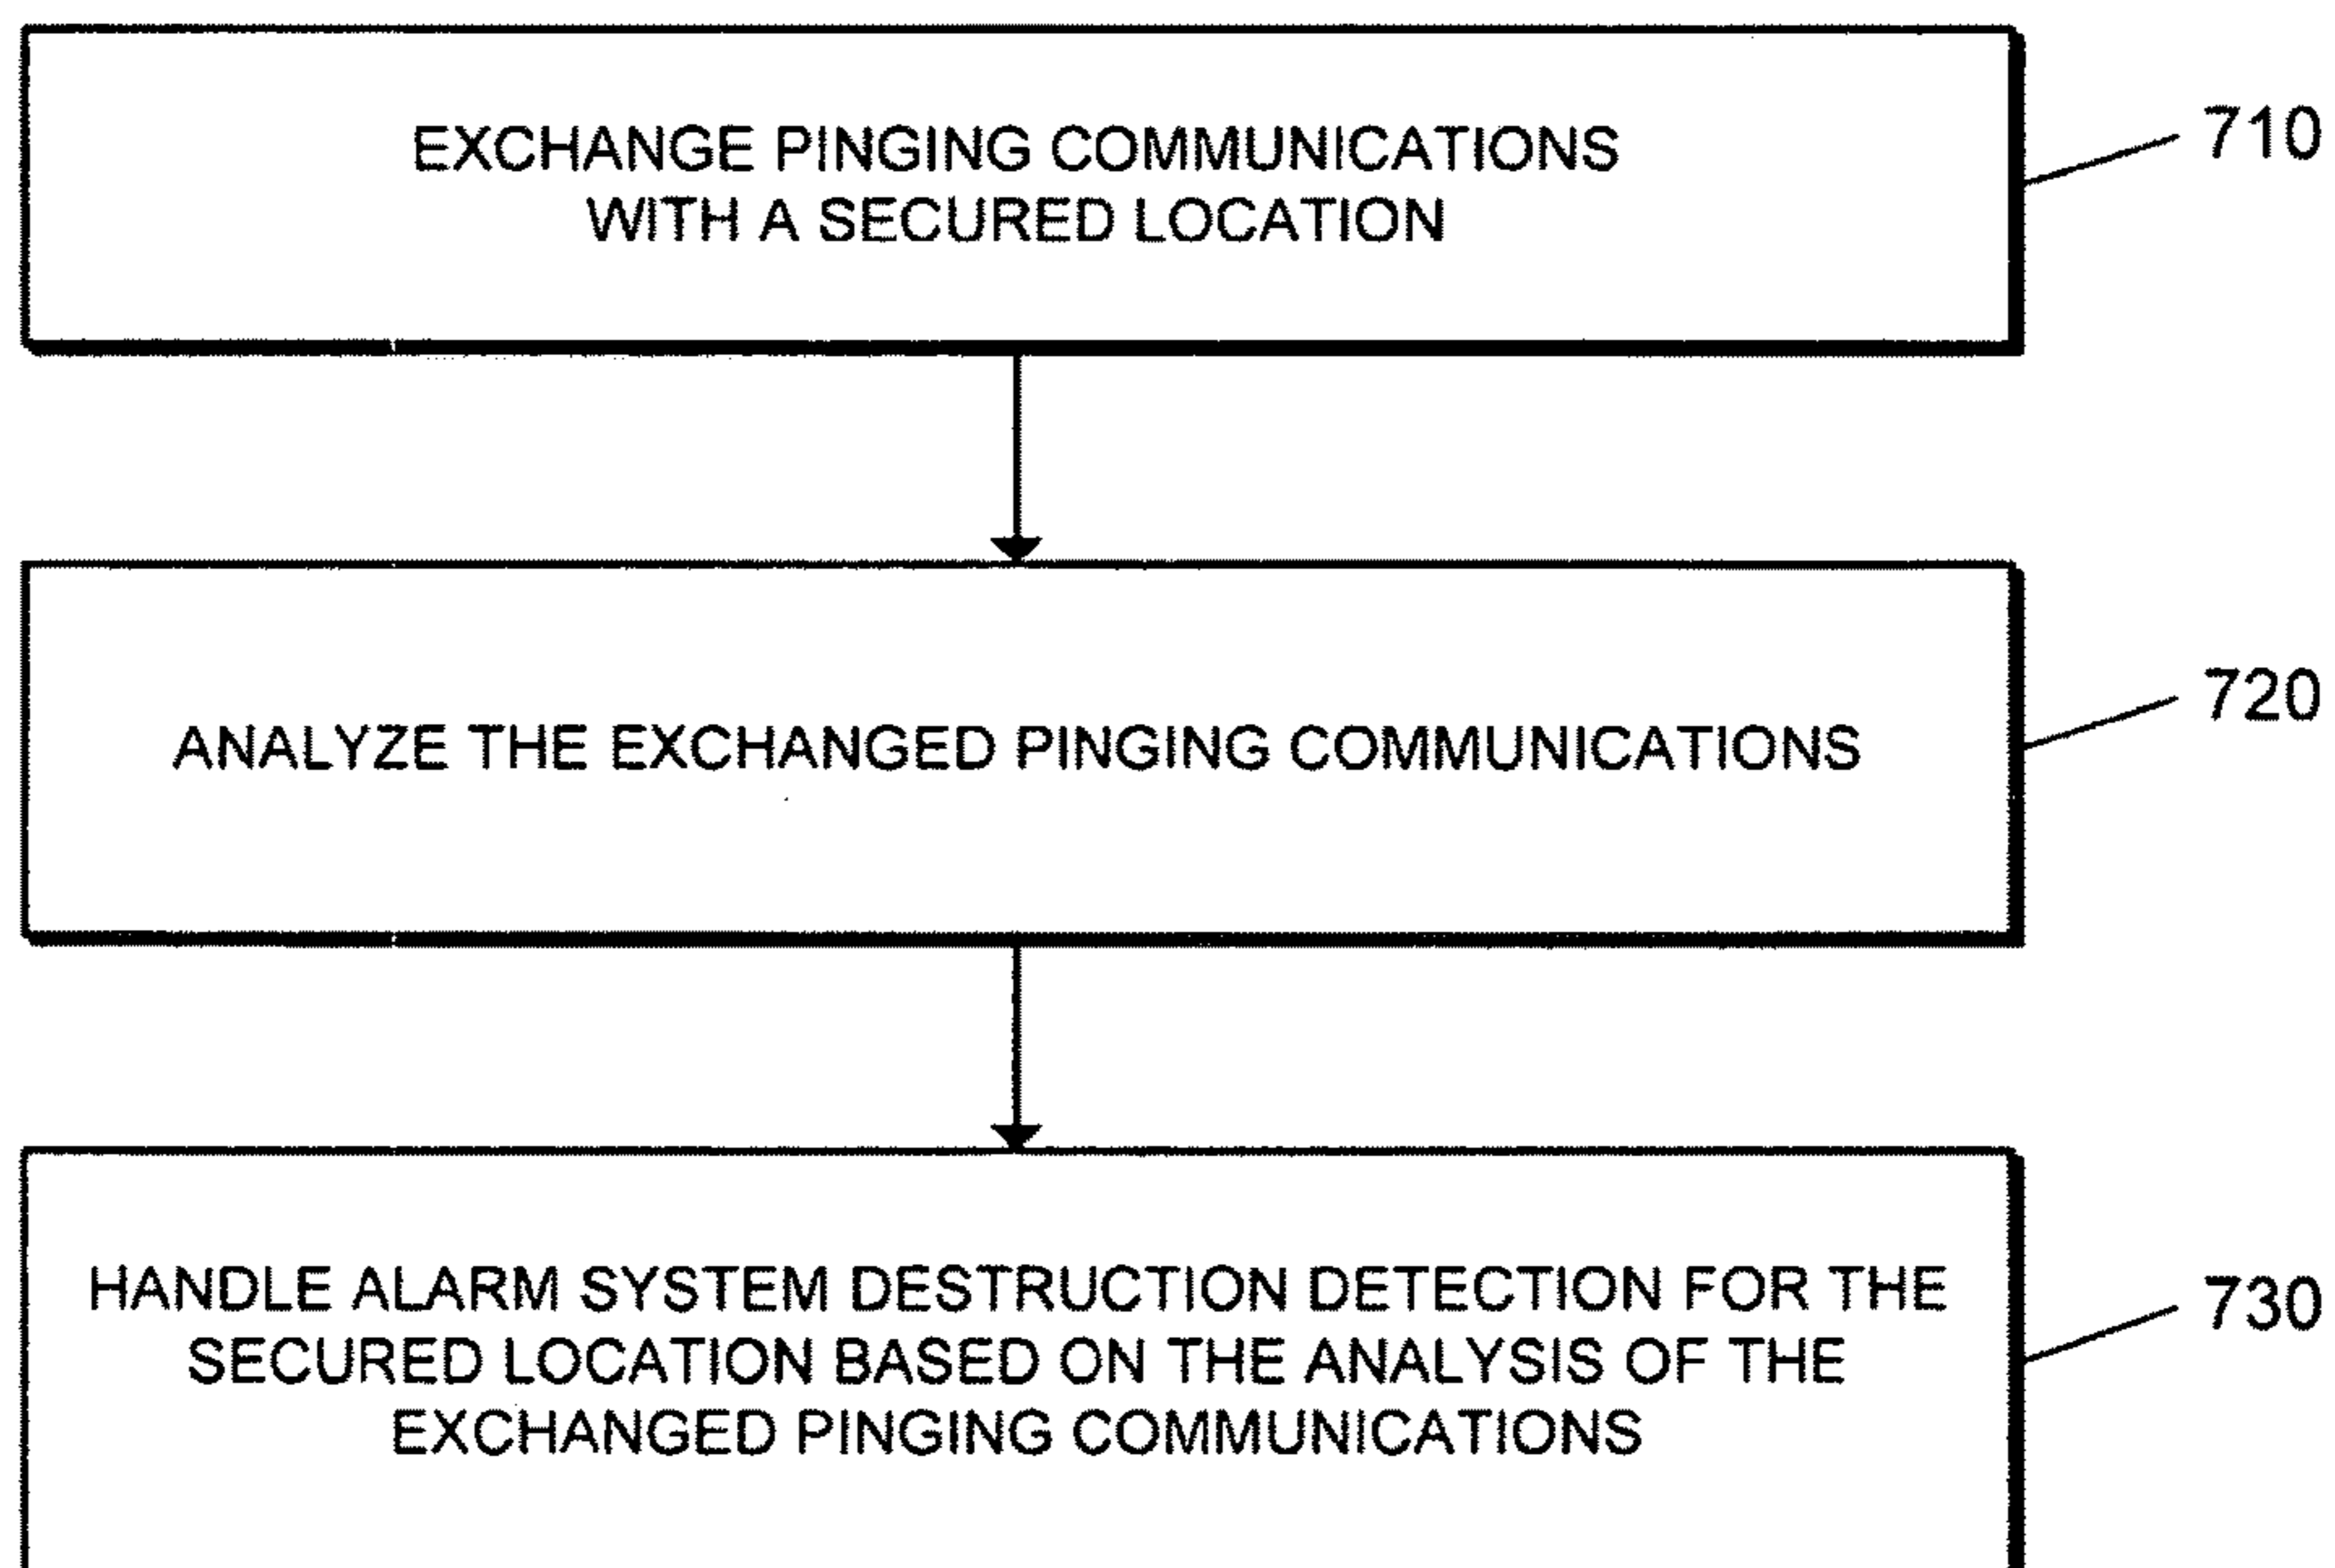 EXCHANGE PINGING COMMUNICATIONS
WITH A SECURED LOCATION
710
ANALYZE THE EXCHANGED PINGING COMMUNICATIONS
720
HANDLE ALARM SYSTEM DESTRUCTION DETECTION FOR THE
SECURED LOCATION BASED ON THE ANALYSIS OF THE
EXCHANGED PINGING COMMUNICATIONS
730